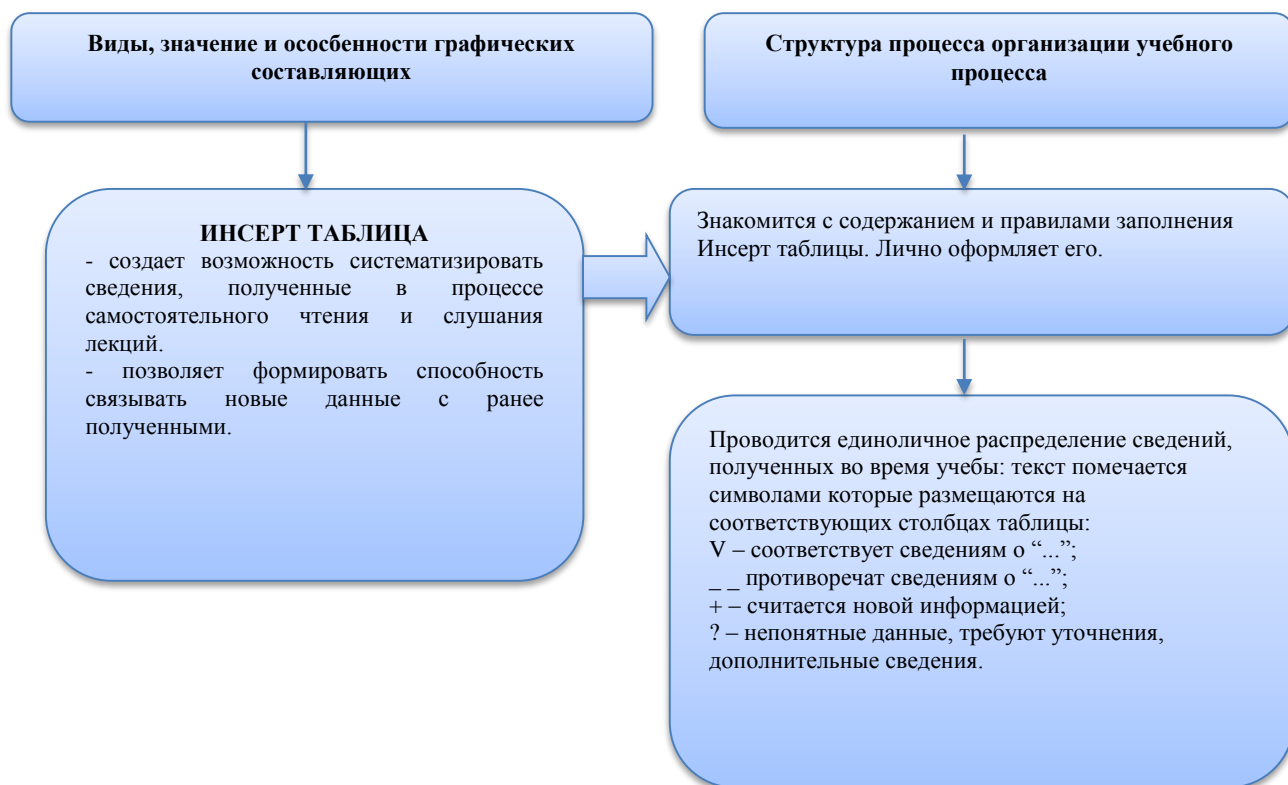 Виды, значение и ососбенности графических
составляющих
Структура процесса организации учебного
процесса
ИНСЕРТ ТАБЛИЦА
- создает возможность систематизировать
сведения, полученные в процессе
самостоятельного чтения и слушания
лекций.
- позволяет формировать способность
связывать новые данные с ранее
полученными.
Знакомится с содержанием и правилами заполнения
Инсерт таблицы. Лично оформляет его.
Проводится единоличное распределение сведений,
полученных во время учебы: текст помечается
символами которые размещаются на
соответствующих столбцах таблицы:
V – соответствует сведениям о “...”;
_ _ противоречат сведениям о “...”;
+ – считается новой информацией;
? – непонятные данные, требуют уточнения,
дополнительные сведения.